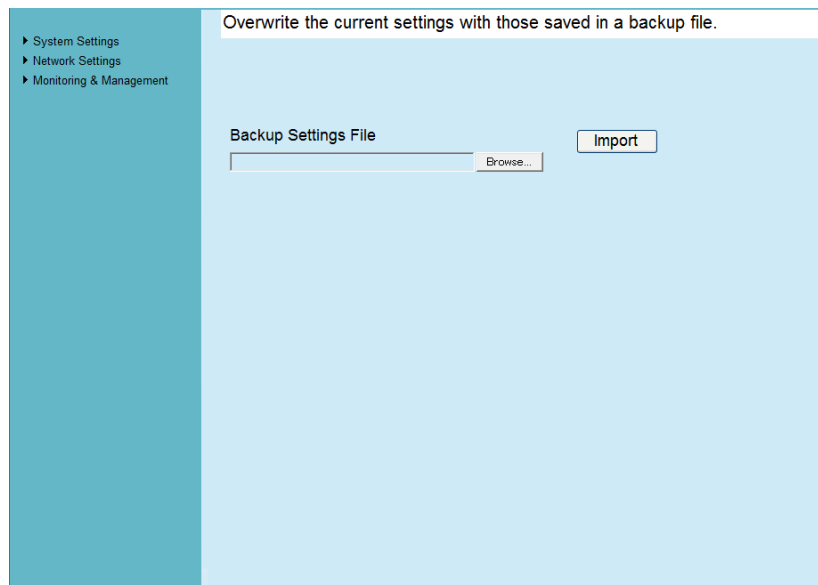 Overwrite the current settings with those saved in a backup file.
System Settings
Network Settings
Monitoring & Management
Backup Settings File
Import
Browse...